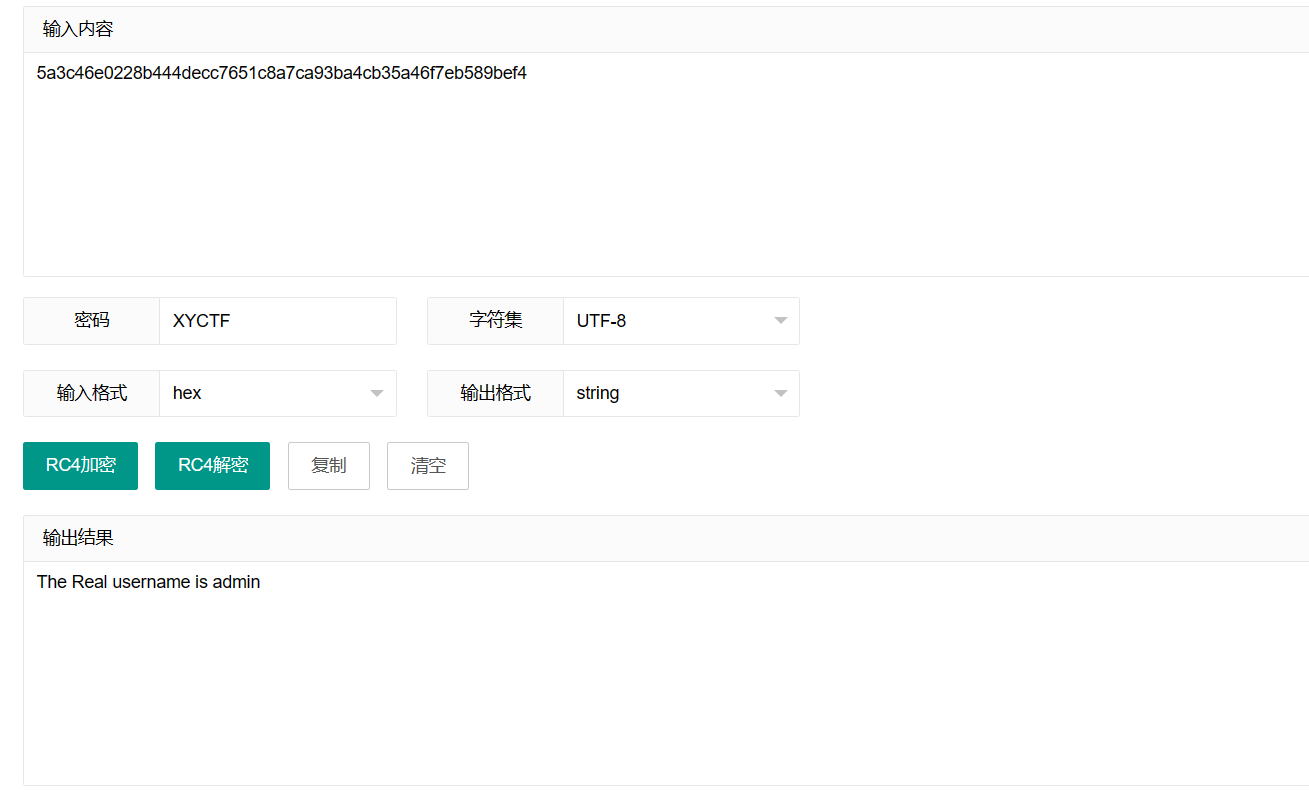 输入内容
5a3c46e0228b444decc7651c8a7ca93ba4cb35a46f7eb589bef4
密码 XYCTF 字符集 UTF-8
输入格式 hex 输出格式 string
RC4加密 RC4解密 复制 清空
输出结果
The Real username is admin